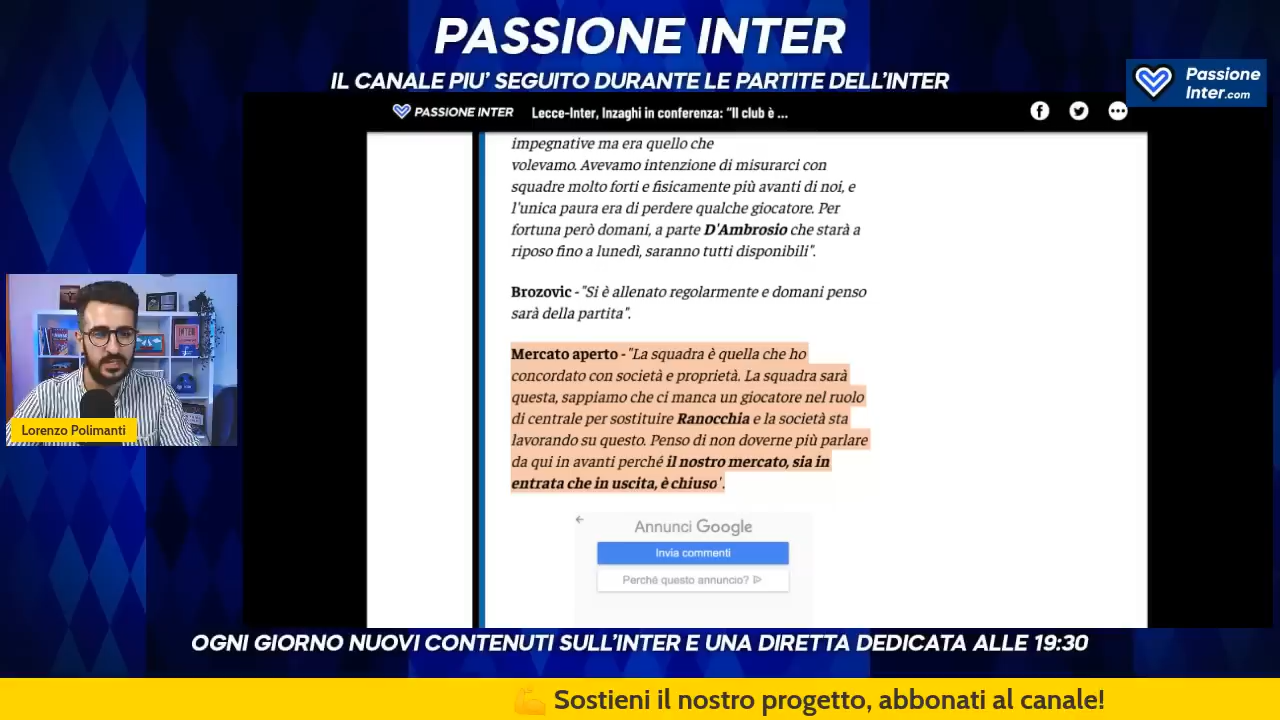 PASSIONE INTER
IL CANALE PIU' SEGUITO DURANTE LE PARTITE DELL'INTER
Passione
Inter.com
PASSIONE INTER
Lecce-Inter, Inzaghi in conferenza: "Il club è ...
impegnative ma era quello che
volevamo. Avevamo intenzione di misurarci con
squadre molto forti e fisicamente più avanti di noi, e
l'unica paura era di perdere qualche giocatore. Per
fortuna però domani, a parte D'Ambrosio che starà a
riposo fino a lunedì, saranno tutti disponibili".
Brozovic - "Si è allenato regolarmente e domani penso
sarà della partita".
Mercato aperto - "La squadra è quella che ho
concordato con società e proprietà. La squadra sarà
questa, sappiamo che ci manca un giocatore nel ruolo
di centrale per sostituire Ranocchia e la società sta
lavorando su questo. Penso di non doverne più parlare
da qui in avanti perché il nostro mercato, sia in
entrata che in uscita, è chiuso".
Annunci Google
Invia commenti
Perché questo annuncio?
Lorenzo Polimanti
OGNI GIORNO NUOVI CONTENUTI SULL'INTER E UNA DIRETTA DEDICATA ALLE 19:30
💪 Sostieni il nostro progetto, abbonati al canale!